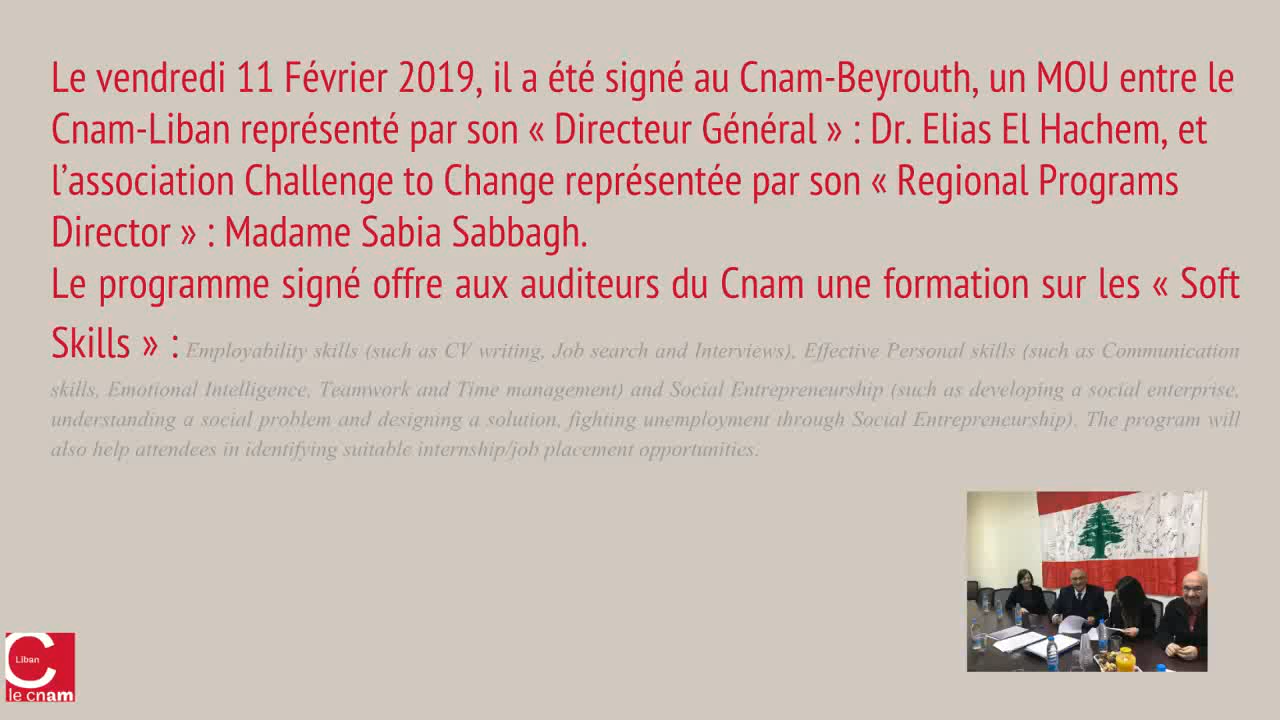 Le vendredi 11 Février 2019, il a été signé au Cnam-Beyrouth, un MOU entre le
Cnam-Liban représenté par son « Directeur Général » : Dr. Elias El Hachem, et
l’association Challenge to Change représentée par son « Regional Programs
Director » : Madame Sabia Sabbagh.
Le programme signé offre aux auditeurs du Cnam une formation sur les « Soft
Skills » : Employability skills (such as CV writing, Job search and Interviews), Effective Personal skills (such as Communication
skills, Emotional Intelligence, Teamwork and Time management) and Social Entrepreneurship (such as developing a social enterprise,
understanding a social problem and designing a solution, fighting unemployment through Social Entrepreneurship). The program will
also help attendees in identifying suitable internship/job placement opportunities.
Liban
le cnam